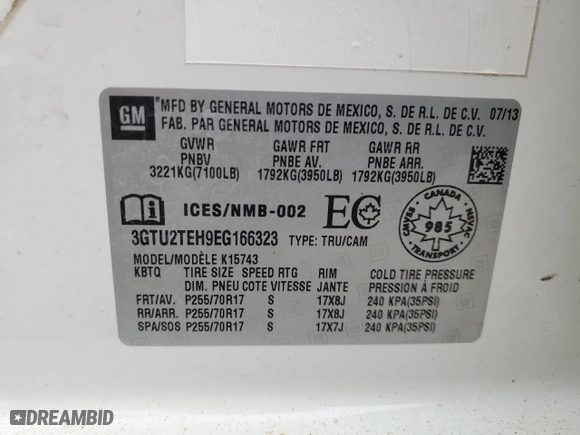 GM
*MFD BY GENERAL MOTORS DE MEXICO, S. DE R.L. DE C.V. 07/13
FAB. PAR GENERAL MOTORS DE MEXICO, S. DE R.L. DE C.V.
GVWR GAWR FRT GAWR RR
PNBV PNBE AV. PNBE ARR.
3221KG(7100LB) 1792KG(3950LB) 1792KG(3950LB)
ICES/NMB-002 EC
CANADA
CMVSS NSVAC
985
TRANSPORT
3GTU2TEH9EG166323 TYPE: TRU/CAM
MODEL/MODÈLE K15743
KBTQ TIRE SIZE SPEED RTG RIM COLD TIRE PRESSURE
DIM. PNEU COTE VITESSE JANTE PRESSION À FROID
FRT/AV. P255/70R17 S 17X8J 240 KPA(35PSI)
RR/ARR. P255/70R17 S 17X8J 240 KPA(35PSI)
SPA/SOS P255/70R17 S 17X7J 240 KPA(35PSI)
DREAMBID